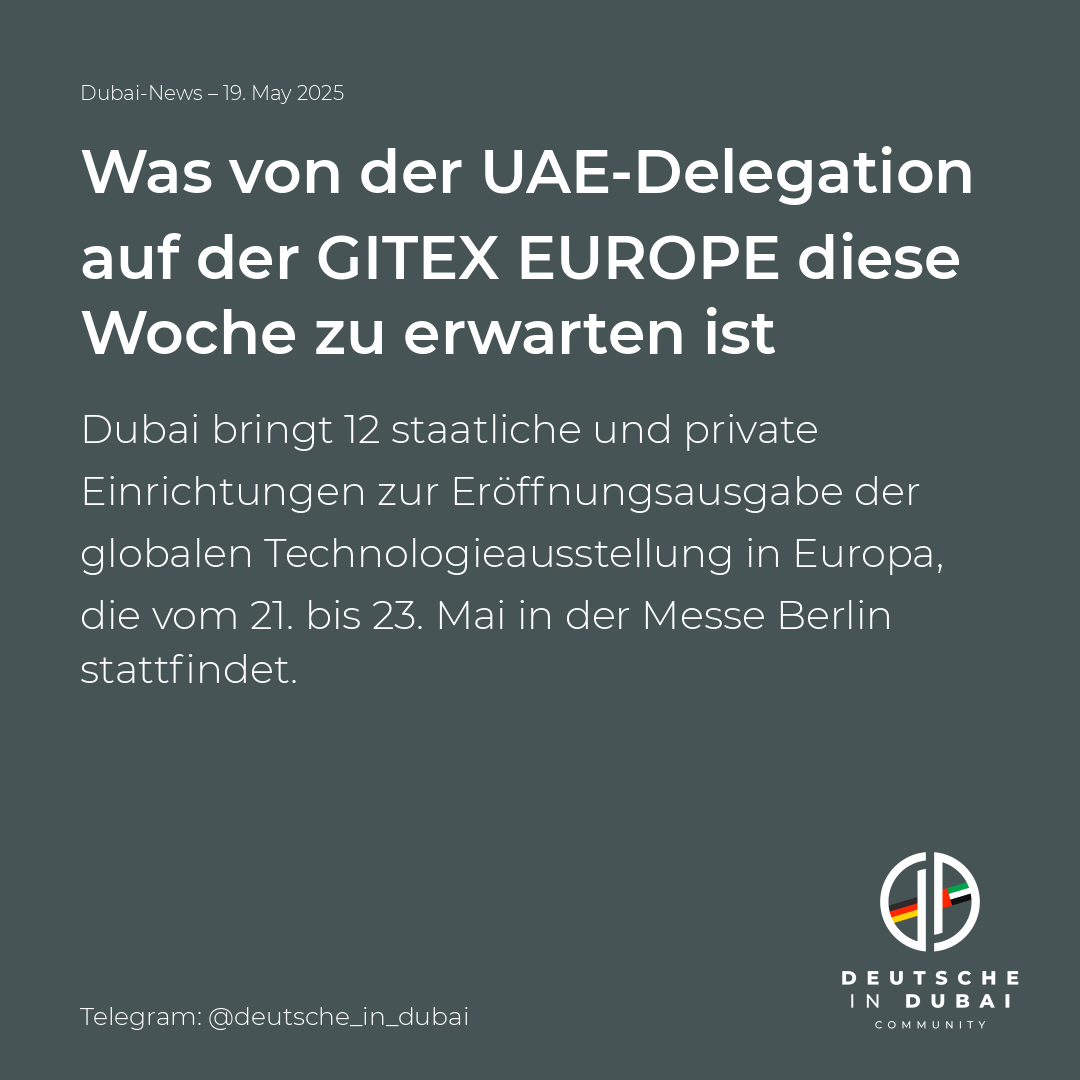 Dubai-News – 19. May 2025
Was von der UAE-Delegation
auf der GITEX EUROPE diese
Woche zu erwarten ist
Dubai bringt 12 staatliche und private
Einrichtungen zur Eröffnungsausgabe der
globalen Technologieausstellung in Europa,
die vom 21. bis 23. Mai in der Messe Berlin
stattfindet.
DEUTSCHE
IN DUBAI
COMMUNITY
Telegram: @deutsche_in_dubai